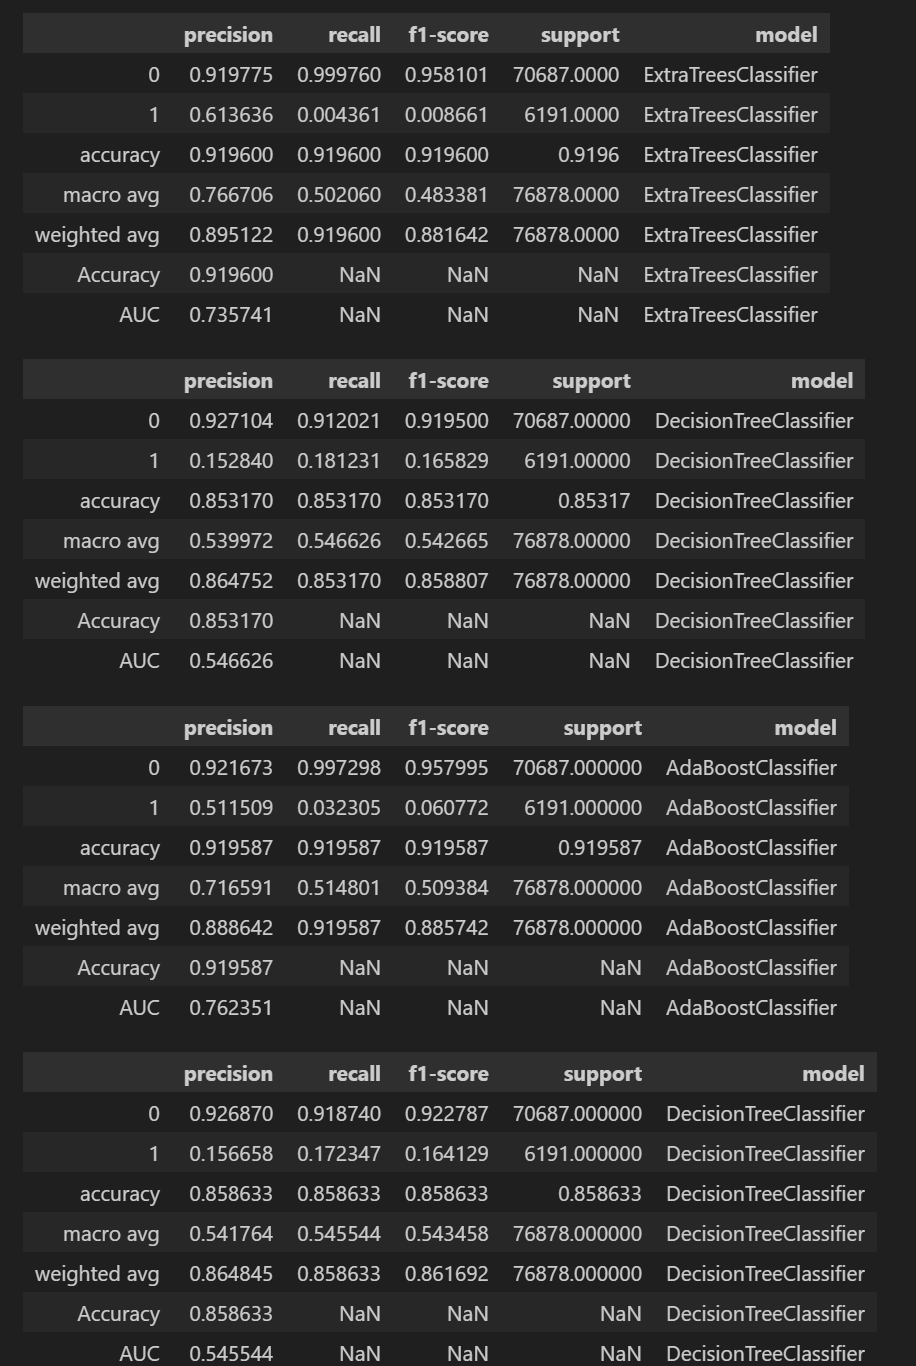 precision recall f1-score support model
0 0.919775 0.999760 0.958101 70687.0000 ExtraTreesClassifier
1 0.613636 0.004361 0.008661 6191.0000 ExtraTreesClassifier
accuracy 0.919600 0.919600 0.919600 0.9196 ExtraTreesClassifier
macro avg 0.766706 0.502060 0.483381 76878.0000 ExtraTreesClassifier
weighted avg 0.895122 0.919600 0.881642 76878.0000 ExtraTreesClassifier
Accuracy 0.919600 NaN NaN NaN ExtraTreesClassifier
AUC 0.735741 NaN NaN NaN ExtraTreesClassifier
precision recall f1-score support model
0 0.927104 0.912021 0.919500 70687.00000 DecisionTreeClassifier
1 0.152840 0.181231 0.165829 6191.00000 DecisionTreeClassifier
accuracy 0.853170 0.853170 0.853170 0.85317 DecisionTreeClassifier
macro avg 0.539972 0.546626 0.542665 76878.00000 DecisionTreeClassifier
weighted avg 0.864752 0.853170 0.858807 76878.00000 DecisionTreeClassifier
Accuracy 0.853170 NaN NaN NaN DecisionTreeClassifier
AUC 0.546626 NaN NaN NaN DecisionTreeClassifier
precision recall f1-score support model
0 0.921673 0.997298 0.957995 70687.000000 AdaBoostClassifier
1 0.511509 0.032305 0.060772 6191.000000 AdaBoostClassifier
accuracy 0.919587 0.919587 0.919587 0.919587 AdaBoostClassifier
macro avg 0.716591 0.514801 0.509384 76878.000000 AdaBoostClassifier
weighted avg 0.888642 0.919587 0.885742 76878.000000 AdaBoostClassifier
Accuracy 0.919587 NaN NaN NaN AdaBoostClassifier
AUC 0.762351 NaN NaN NaN AdaBoostClassifier
precision recall f1-score support model
0 0.926870 0.918740 0.922787 70687.000000 DecisionTreeClassifier
1 0.156658 0.172347 0.164129 6191.000000 DecisionTreeClassifier
accuracy 0.858633 0.858633 0.858633 0.858633 DecisionTreeClassifier
macro avg 0.541764 0.545544 0.543458 76878.000000 DecisionTreeClassifier
weighted avg 0.864845 0.858633 0.861692 76878.000000 DecisionTreeClassifier
Accuracy 0.858633 NaN NaN NaN DecisionTreeClassifier
AUC 0.545544 NaN NaN NaN DecisionTreeClassifier